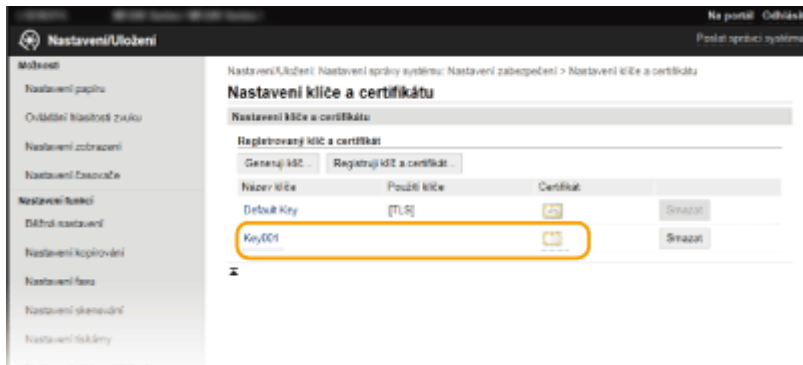 Na portál Odhlásit
Nastavení/Uložení
Poslat správci systému
Možnosti
Nastavení papíru
Ovládání hlasitosti zvuku
Nastavení zobrazení
Nastavení časovače
Nastavení funkcí
Běžná nastavení
Nastavení kopírování
Nastavení faxu
Nastavení skenování
Nastavení tiskárny
Nastavení/Uložení: Nastavení správy systému: Nastavení zabezpečení > Nastavení klíče a certifikátu
Nastavení klíče a certifikátu
Nastavení klíče a certifikátu
Registrovaný klíč a certifikát
Generuj klíč... Registruj klíč a certifikát...
Název klíče Použití klíče Certifikát
Default Key [TLS] Smazat
Key001 Smazat